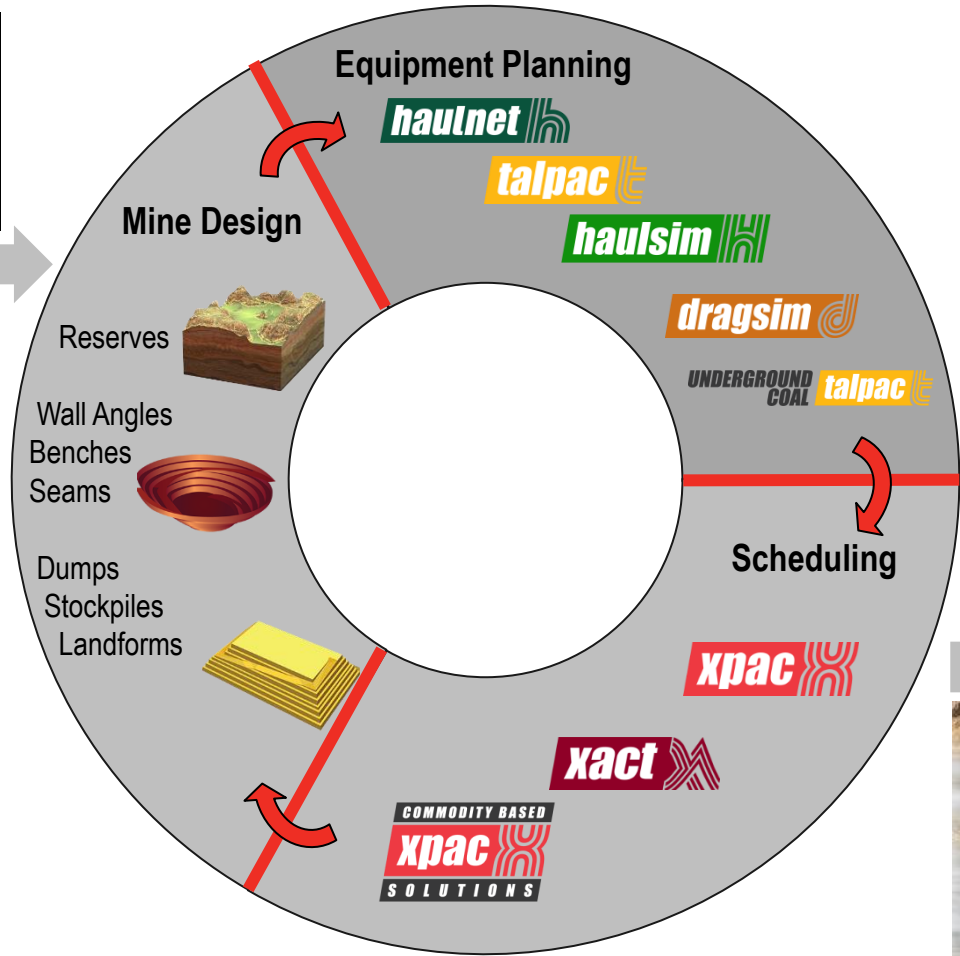 Equipment Planning
haulnet
talpac
haulsim
dragsim
UNDERGROUND
COAL talpac
Mine Design
Reserves
Wall Angles
Benches
Seams
Dumps
Stockpiles
Landforms
Scheduling
xpac
xact
COMMODITY BASED
xpac
SOLUTIONS